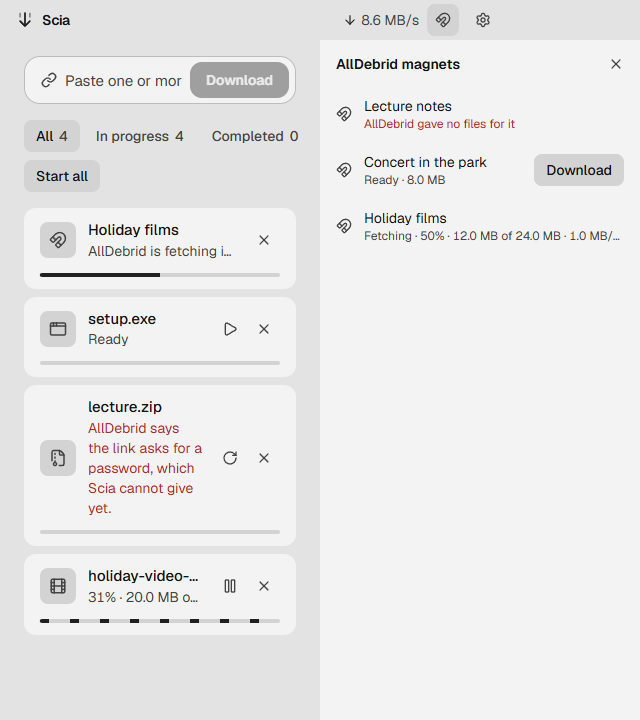 Scia
8.6 MB/s
Paste one or mor
Download
All 4
In progress 4
Completed 0
Start all
Holiday films
AllDebrid is fetching i…
setup.exe
Ready
lecture.zip
AllDebrid says
the link asks for a
password, which
Scia cannot give
yet.
holiday-video-…
31% · 20.0 MB o…
AllDebrid magnets
Lecture notes
AllDebrid gave no files for it
Concert in the park
Ready · 8.0 MB
Download
Holiday films
Fetching · 50% · 12.0 MB of 24.0 MB · 1.0 MB/…